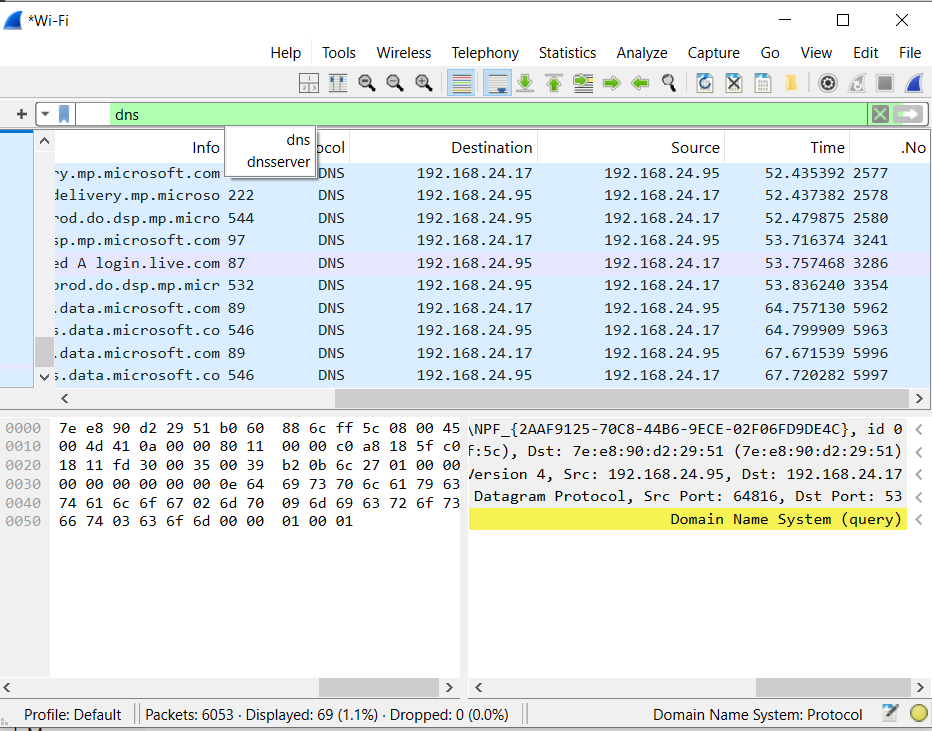 *Wi-Fi
File Edit View Go Capture Analyze Statistics Telephony Wireless Tools Help
dns
dns
dnsserver
No. Time Source Destination ocol Info
2577 52.435392 192.168.24.95 192.168.24.17 DNS ry.mp.microsoft.com
2578 52.437382 192.168.24.17 192.168.24.95 DNS 222 delivery.mp.microso
2580 52.479875 192.168.24.17 192.168.24.95 DNS 544 rod.do.dsp.mp.micro
3241 53.716374 192.168.24.95 192.168.24.17 DNS 97 sp.mp.microsoft.com
3286 53.757468 192.168.24.95 192.168.24.17 DNS 87 ed A login.live.com
3354 53.836240 192.168.24.17 192.168.24.95 DNS 532 prod.do.dsp.mp.micr
5962 64.757130 192.168.24.95 192.168.24.17 DNS 89 .data.microsoft.com
5963 64.799909 192.168.24.17 192.168.24.95 DNS 546 s.data.microsoft.co
5996 67.671539 192.168.24.95 192.168.24.17 DNS 89 .data.microsoft.com
5997 67.720282 192.168.24.17 192.168.24.95 DNS 546 s.data.microsoft.co
0000 7e e8 90 d2 29 51 b0 60 88 6c ff 5c 08 00 45
0010 00 4d 41 0a 00 00 80 11 00 00 c0 a8 18 5f c0
0020 18 11 fd 30 00 35 00 39 b2 0b 6c 27 01 00 00
0030 00 00 00 00 00 00 0e 64 69 73 70 6c 61 79 63
0040 74 61 6c 6f 67 02 6d 70 09 6d 69 63 72 6f 73
0050 66 74 03 63 6f 6d 00 00 01 00 01
\NPF_{2AAF9125-70C8-44B6-9ECE-02F06FD9DE4C}, id 0
f:5c), Dst: 7e:e8:90:d2:29:51 (7e:e8:90:d2:29:51)
Version 4, Src: 192.168.24.95, Dst: 192.168.24.17
Datagram Protocol, Src Port: 64816, Dst Port: 53
Domain Name System (query)
Profile: Default
Packets: 6053 · Displayed: 69 (1.1%) · Dropped: 0 (0.0%)
Domain Name System: Protocol